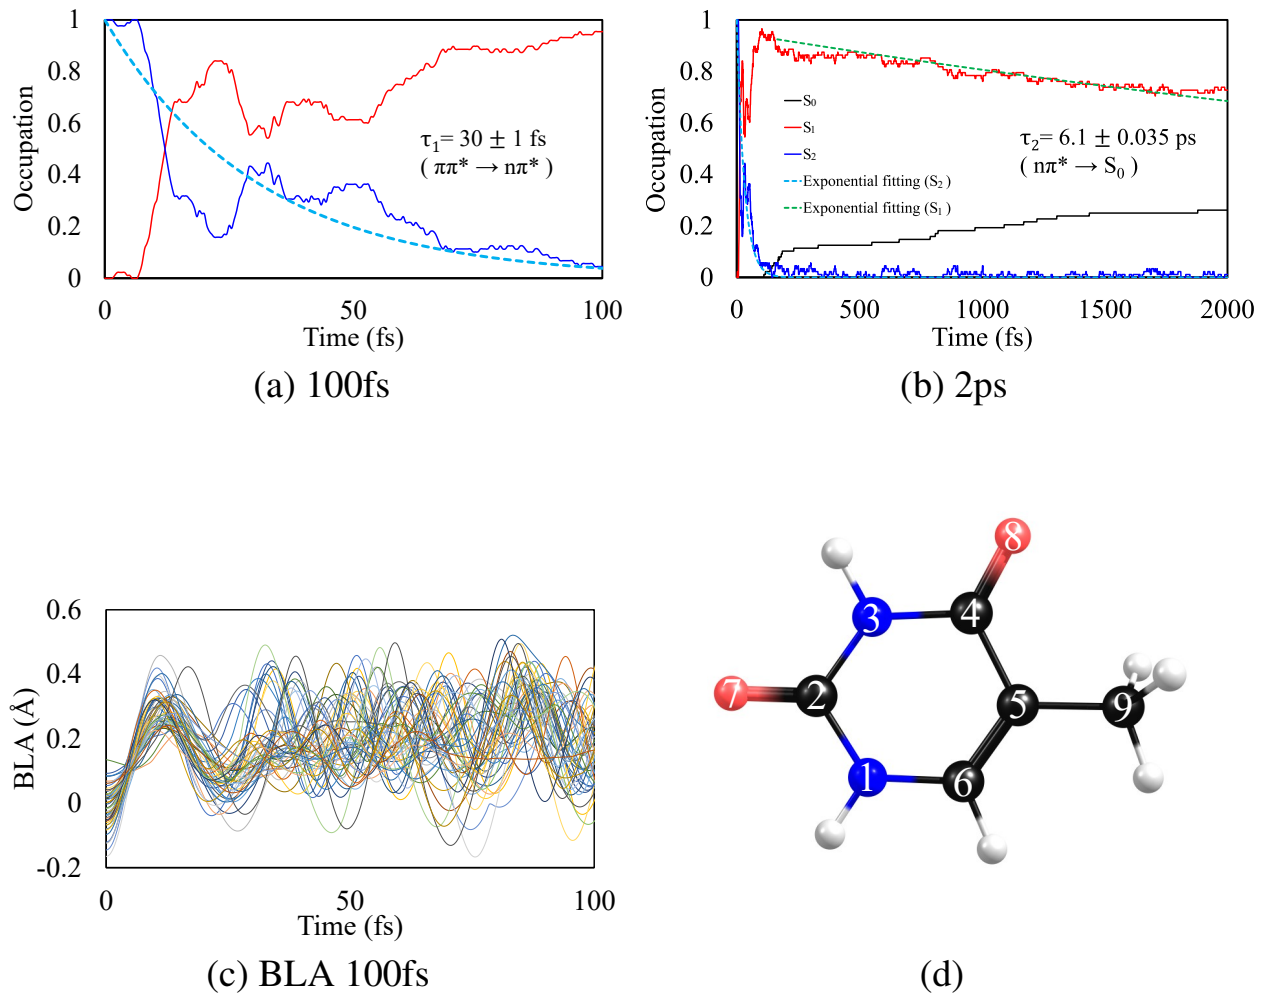 1
0.8
0.6
0.4
0.2
0
Occupation
τ₁= 30 ± 1 fs
( ππ* → nπ* )
0
50
100
Time (fs)
(a) 100fs
1
0.8
0.6
0.4
0.2
0
Occupation
S₀
S₁
S₂
Exponential fitting (S₂ )
Exponential fitting (S₁ )
τ₂= 6.1 ± 0.035 ps
( nπ* → S₀ )
0
500
1000
1500
2000
Time (fs)
(b) 2ps
0.6
0.4
0.2
0
-0.2
BLA (Å)
0
50
100
Time (fs)
(c) BLA 100fs
8
3
4
7
2
5
9
1
6
(d)